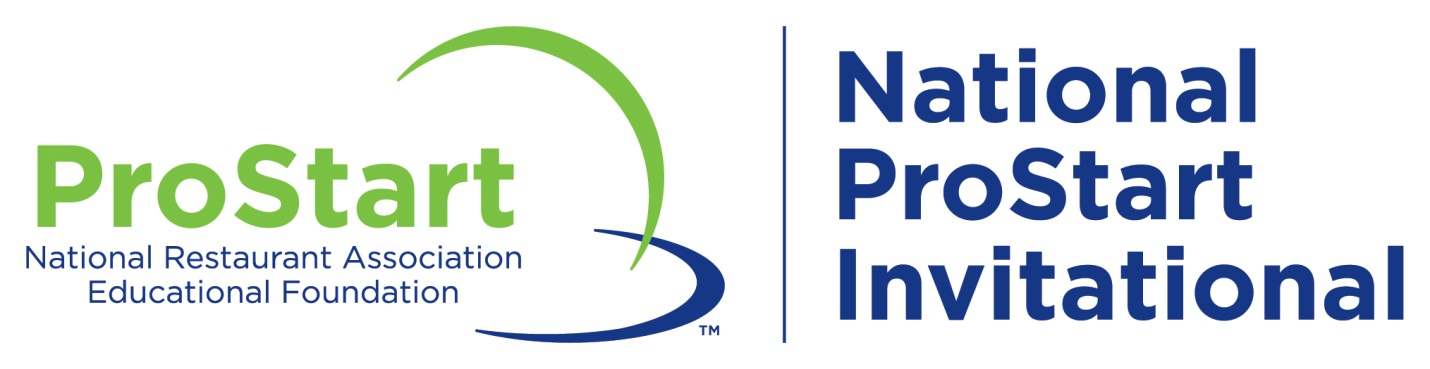 ProStart
National Restaurant Association
Educational Foundation
TM
National
ProStart
Invitational